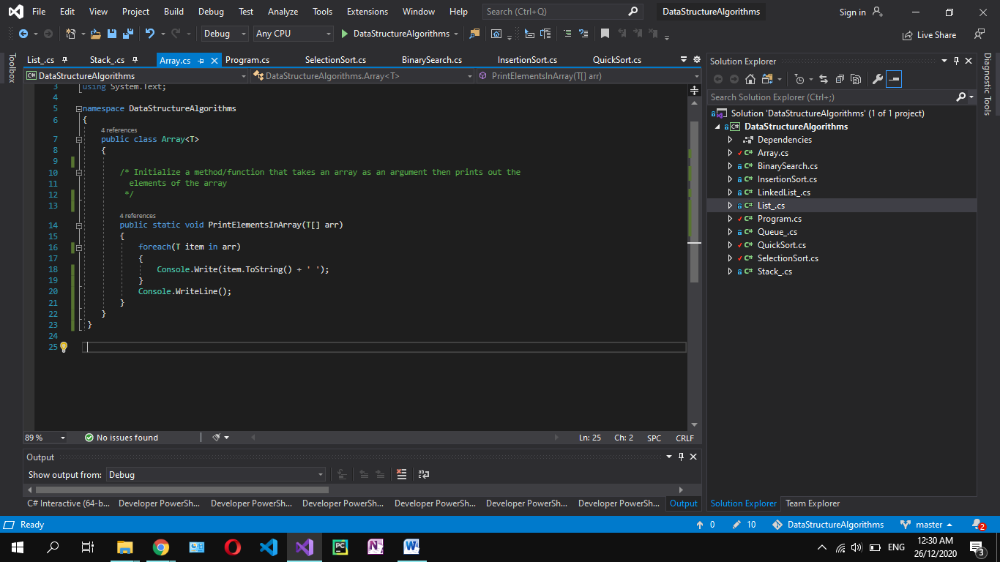 File Edit View Project Build Debug Test Analyze Tools Extensions Window Help Search (Ctrl+Q) DataStructureAlgorithms Sign in
Debug Any CPU DataStructureAlgorithms Live Share
Toolbox
List_.cs Stack_.cs Array.cs Program.cs SelectionSort.cs BinarySearch.cs InsertionSort.cs QuickSort.cs
DataStructureAlgorithms DataStructureAlgorithms.Array<T> PrintElementsInArray(T[] arr)
3 using System.Text;
4
5 namespace DataStructureAlgorithms
6 {
4 references
7 public class Array<T>
8 {
9
10 /* Initialize a method/function that takes an array as an argument then prints out the
11 elements of the array
12 */
13
4 references
14 public static void PrintElementsInArray(T[] arr)
15 {
16 foreach(T item in arr)
17 {
18 Console.Write(item.ToString() + ' ');
19 }
20 Console.WriteLine();
21 }
22 }
23 }
24
25
89 % No issues found Ln: 25 Ch: 2 SPC CRLF
Output
Show output from: Debug
C# Interactive (64-b... Developer PowerSh... Developer PowerSh... Developer PowerSh... Developer PowerSh... Developer PowerSh... Developer PowerSh... Output
Solution Explorer
Search Solution Explorer (Ctrl+;)
Solution 'DataStructureAlgorithms' (1 of 1 project)
C# DataStructureAlgorithms
Dependencies
C# Array.cs
C# BinarySearch.cs
C# InsertionSort.cs
C# LinkedList_.cs
C# List_.cs
C# Program.cs
C# Queue_.cs
C# QuickSort.cs
C# SelectionSort.cs
C# Stack_.cs
Solution Explorer Team Explorer
Diagnostic Tools
Ready 0 10 DataStructureAlgorithms master 2
PC N W ENG 12:30 AM 3
26/12/2020